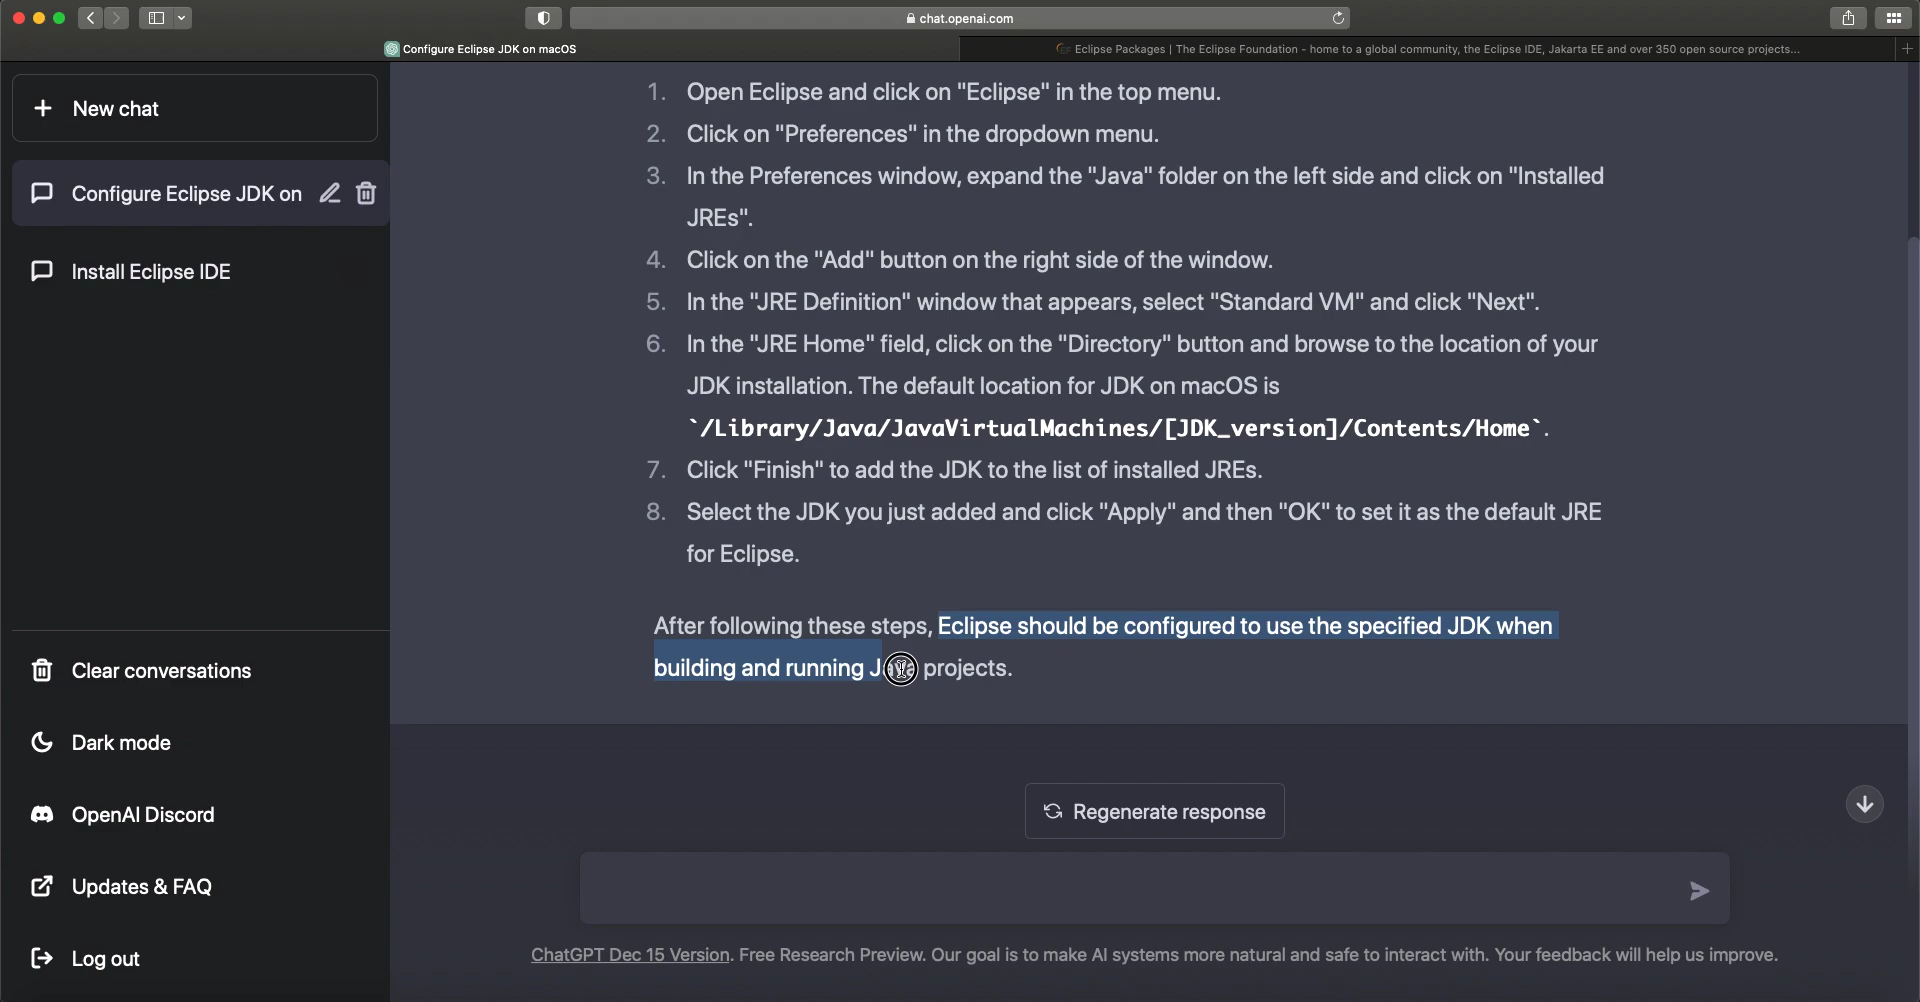 chat.openai.com
Configure Eclipse JDK on macOS
Eclipse Packages | The Eclipse Foundation - home to a global community, the Eclipse IDE, Jakarta EE and over 350 open source projects...
New chat
Configure Eclipse JDK on
Install Eclipse IDE
Clear conversations
Dark mode
OpenAI Discord
Updates & FAQ
Log out
1. Open Eclipse and click on "Eclipse" in the top menu.
2. Click on "Preferences" in the dropdown menu.
3. In the Preferences window, expand the "Java" folder on the left side and click on "Installed
JREs".
4. Click on the "Add" button on the right side of the window.
5. In the "JRE Definition" window that appears, select "Standard VM" and click "Next".
6. In the "JRE Home" field, click on the "Directory" button and browse to the location of your
JDK installation. The default location for JDK on macOS is
`/Library/Java/JavaVirtualMachines/[JDK_version]/Contents/Home`.
7. Click "Finish" to add the JDK to the list of installed JREs.
8. Select the JDK you just added and click "Apply" and then "OK" to set it as the default JRE
for Eclipse.
After following these steps, Eclipse should be configured to use the specified JDK when
building and running Java projects.
Regenerate response
ChatGPT Dec 15 Version. Free Research Preview. Our goal is to make AI systems more natural and safe to interact with. Your feedback will help us improve.